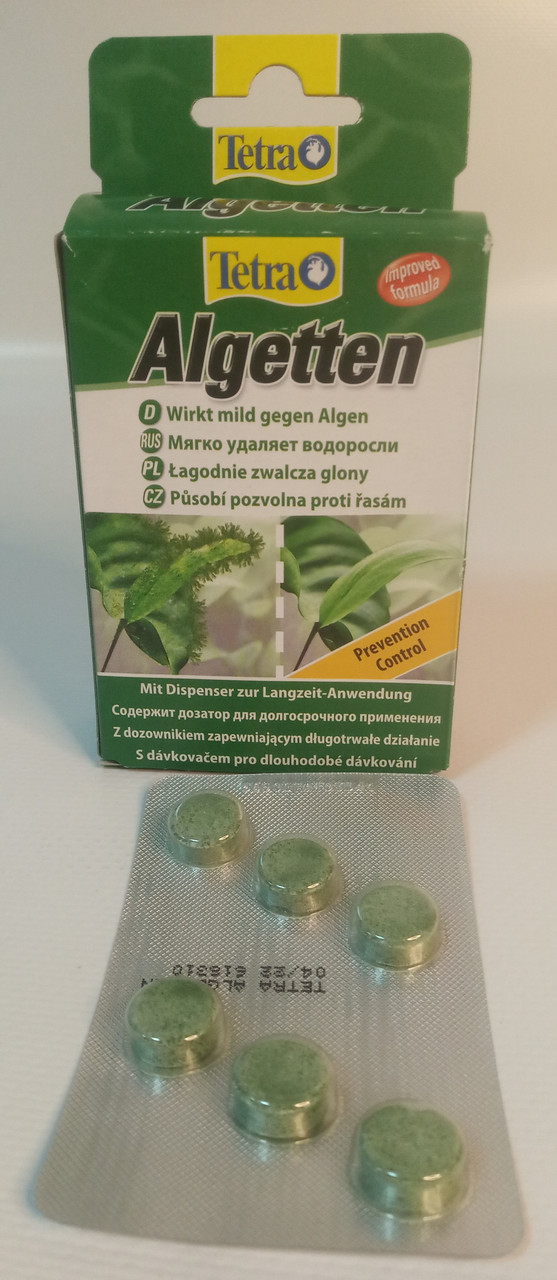 Tetra
Algetten
Tetra
improved
formula
Algetten
D Wirkt mild gegen Algen
RUS Мягко удаляет водоросли
PL Łagodnie zwalcza glony
CZ Působí pozvolna proti řasám
Prevention
Control
Mit Dispenser zur Langzeit-Anwendung
Содержит дозатор для долгосрочного применения
Z dozownikiem zapewniającym długotrwałe działanie
S dávkovačem pro dlouhodobé dávkování
TETRA ALGETTEN
04/22 616310